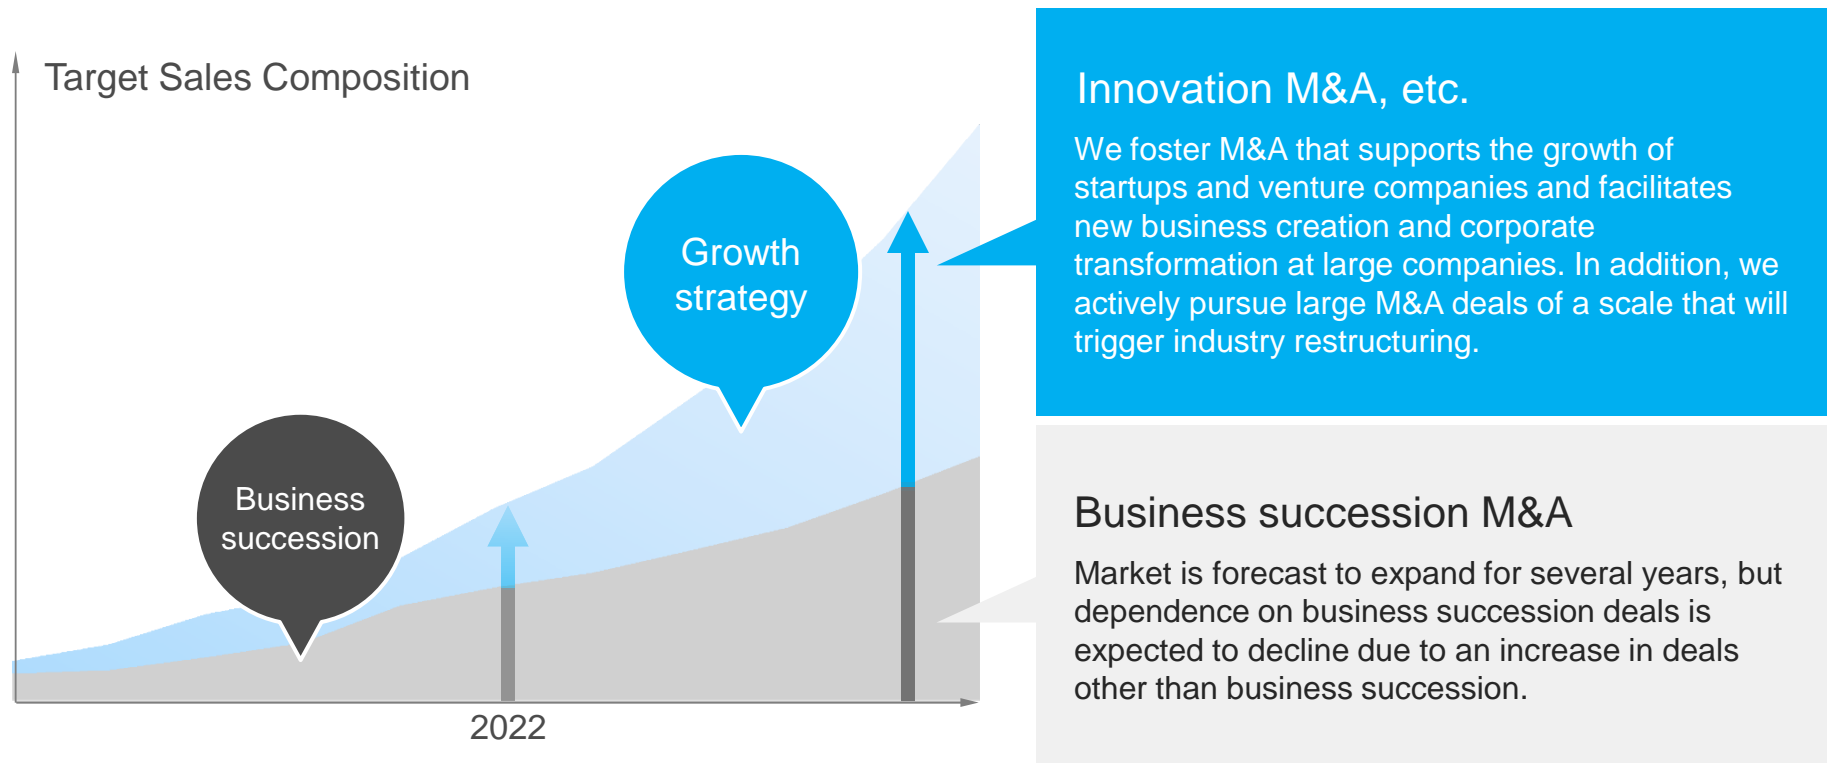 Target Sales Composition
Growth
strategy
Business
succession
2022
Innovation M&A, etc.
We foster M&A that supports the growth of
startups and venture companies and facilitates
new business creation and corporate
transformation at large companies. In addition, we
actively pursue large M&A deals of a scale that will
trigger industry restructuring.
Business succession M&A
Market is forecast to expand for several years, but
dependence on business succession deals is
expected to decline due to an increase in deals
other than business succession.